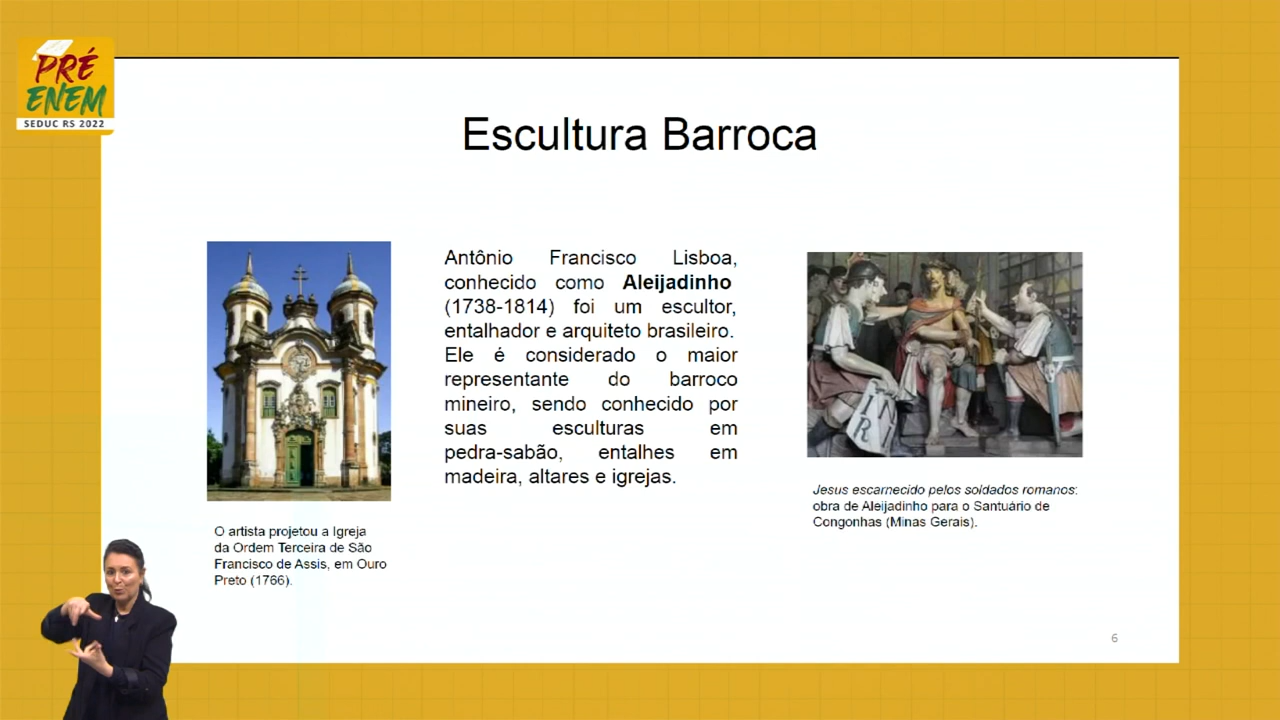 PRÉ
ENEM
SEDUC RS 2022
Escultura Barroca
Antônio Francisco Lisboa,
conhecido como Aleijadinho
(1738-1814) foi um escultor,
entalhador e arquiteto brasileiro.
Ele é considerado o maior
representante do barroco
mineiro, sendo conhecido por
suas esculturas em
pedra-sabão, entalhes em
madeira, altares e igrejas.
O artista projetou a Igreja
da Ordem Terceira de São
Francisco de Assis, em Ouro
Preto (1766).
INRI
Jesus escarnecido pelos soldados romanos:
obra de Aleijadinho para o Santuário de
Congonhas (Minas Gerais).
6